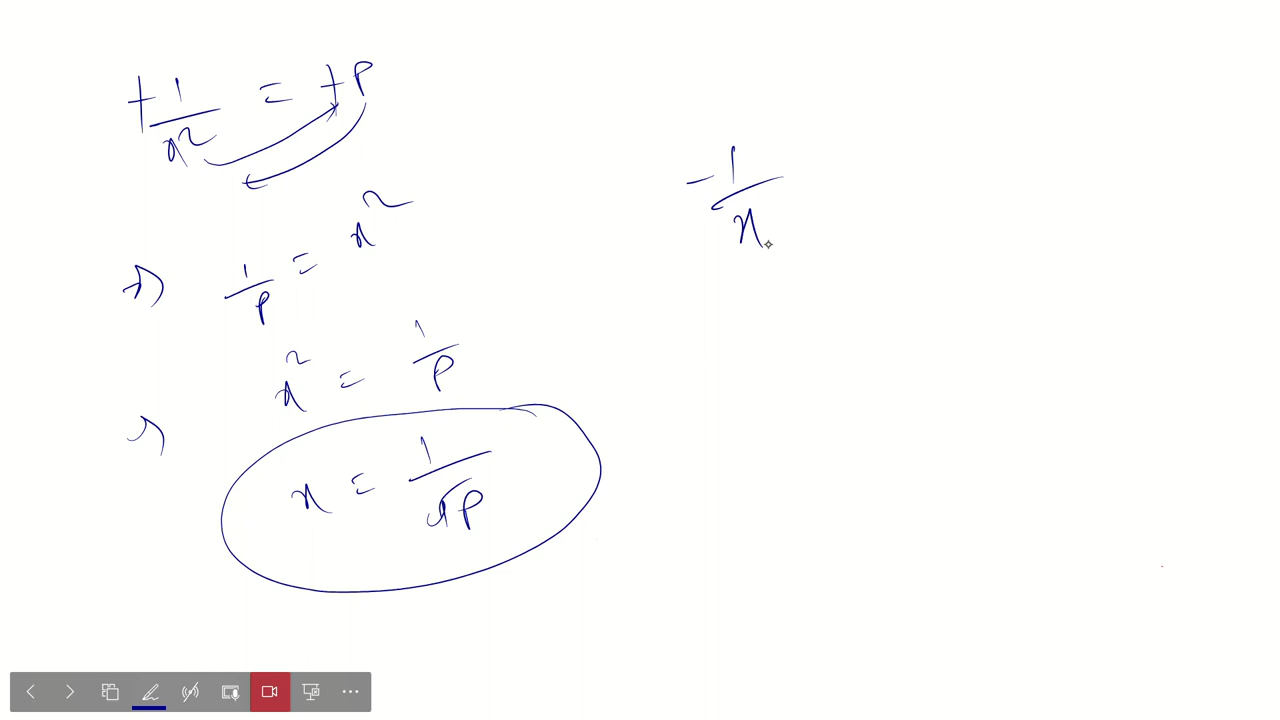 +1/x² = +P
⇒ 1/P = x²
x² = 1/P
⇒ x = 1/√P
-1/x